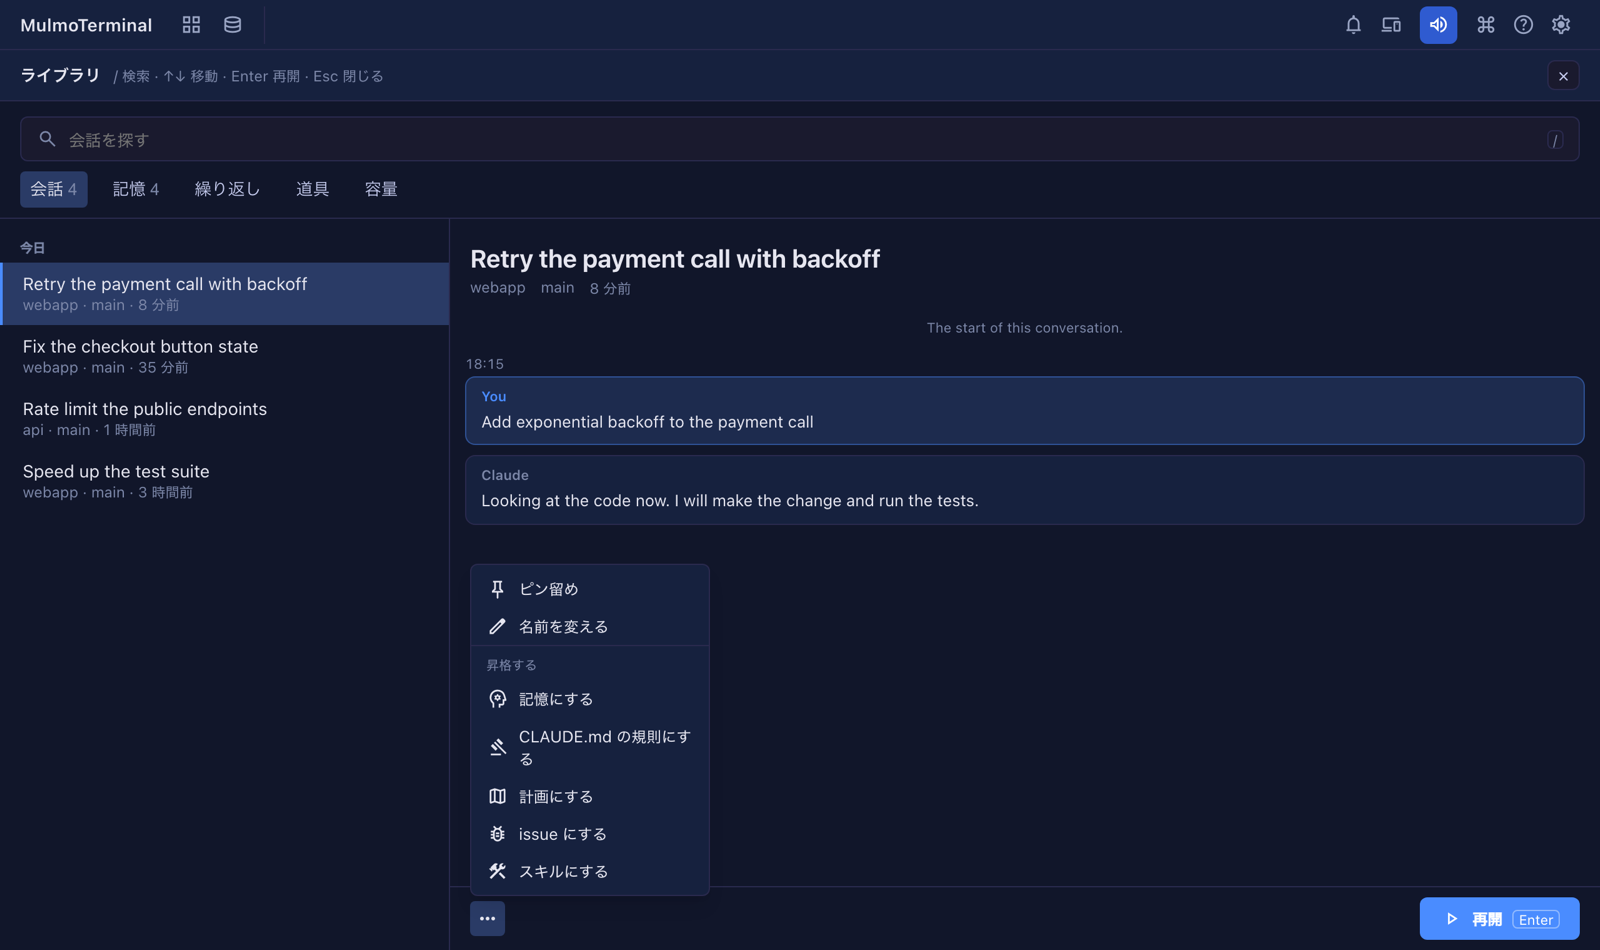 MulmoTerminal
ライブラリ / 検索 · ↑↓ 移動 · Enter 再開 · Esc 閉じる
会話を探す /
会話 4 記憶 4 繰り返し 道具 容量
今日
Retry the payment call with backoff
webapp · main · 8 分前
Fix the checkout button state
webapp · main · 35 分前
Rate limit the public endpoints
api · main · 1 時間前
Speed up the test suite
webapp · main · 3 時間前
Retry the payment call with backoff
webapp main 8 分前
The start of this conversation.
18:15
You
Add exponential backoff to the payment call
Claude
Looking at the code now. I will make the change and run the tests.
ピン留め
名前を変える
昇格する
記憶にする
CLAUDE.md の規則にす
る
計画にする
issue にする
スキルにする
再開 Enter